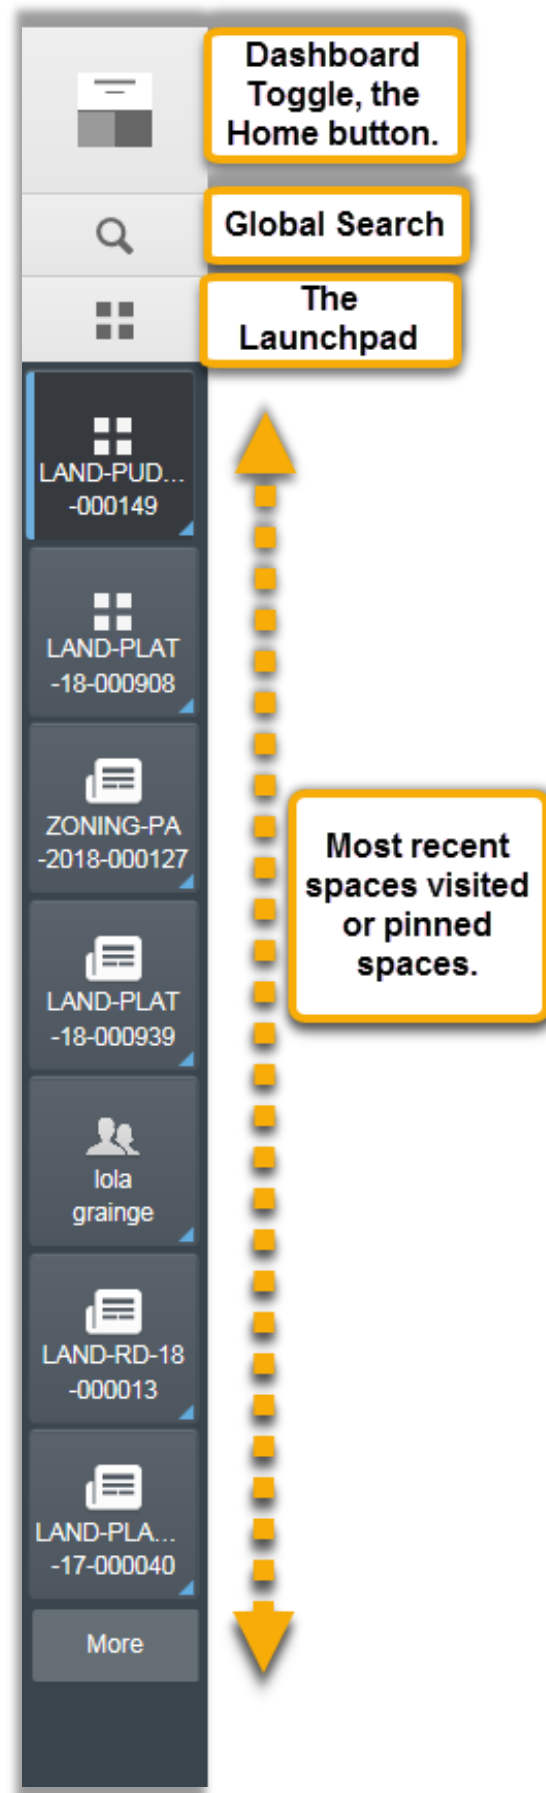 Dashboard
Toggle, the
Home button.
Global Search
The
Launchpad
LAND-PUD...
-000149
LAND-PLAT
-18-000908
ZONING-PA
-2018-000127
Most recent
spaces visited
or pinned
spaces.
LAND-PLAT
-18-000939
lola
grainge
LAND-RD-18
-000013
LAND-PLA...
-17-000040
More